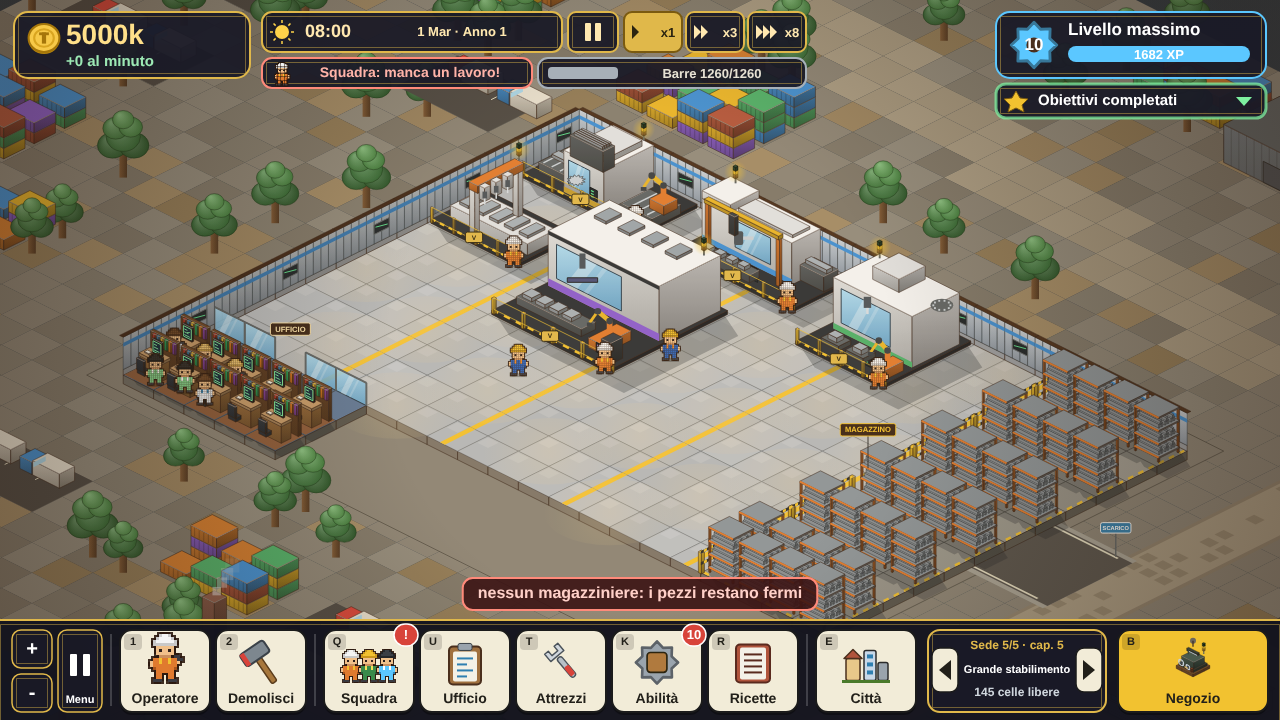 5000k
+0 al minuto
08:00
1 Mar · Anno 1
x1
x3
x8
Squadra: manca un lavoro!
Barre 1260/1260
10
Livello massimo
1682 XP
Obiettivi completati
V
V
V
V
V
UFFICIO
MAGAZZINO
SCARICO
nessun magazziniere: i pezzi restano fermi
+
-
Menu
1
Operatore
2
Demolisci
Q
!
Squadra
U
Ufficio
T
Attrezzi
K
10
Abilità
R
Ricette
E
Città
Sede 5/5 · cap. 5
Grande stabilimento
145 celle libere
B
Negozio